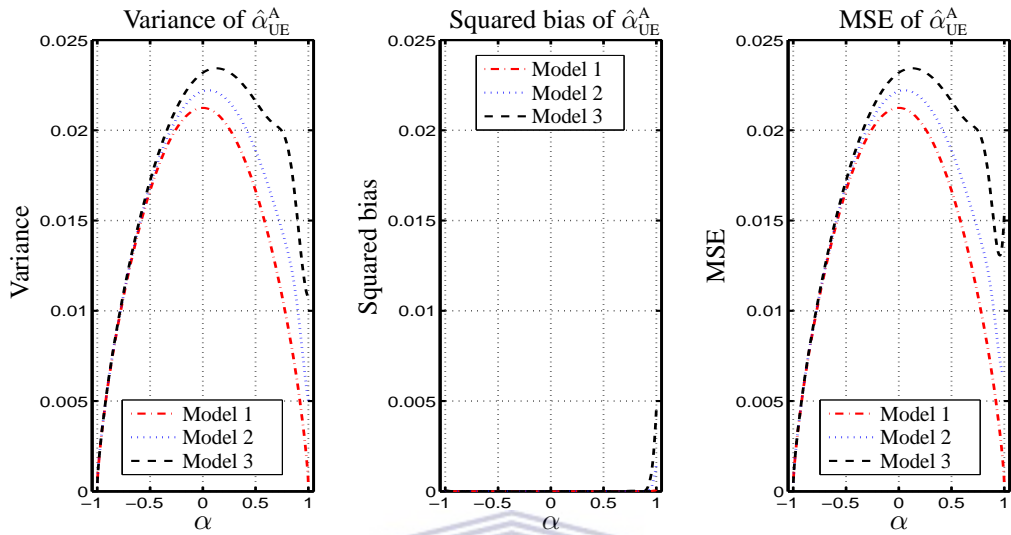 Variance of α̂ᴬ_UE
0.025
0.02
0.015
0.01
0.005
0
Variance
Model 1
Model 2
Model 3
−1 −0.5 0 0.5 1
α
Squared bias of α̂ᴬ_UE
0.025
0.02
0.015
0.01
0.005
0
Squared bias
Model 1
Model 2
Model 3
−1 −0.5 0 0.5 1
α
MSE of α̂ᴬ_UE
0.025
0.02
0.015
0.01
0.005
0
MSE
Model 1
Model 2
Model 3
−1 −0.5 0 0.5 1
α